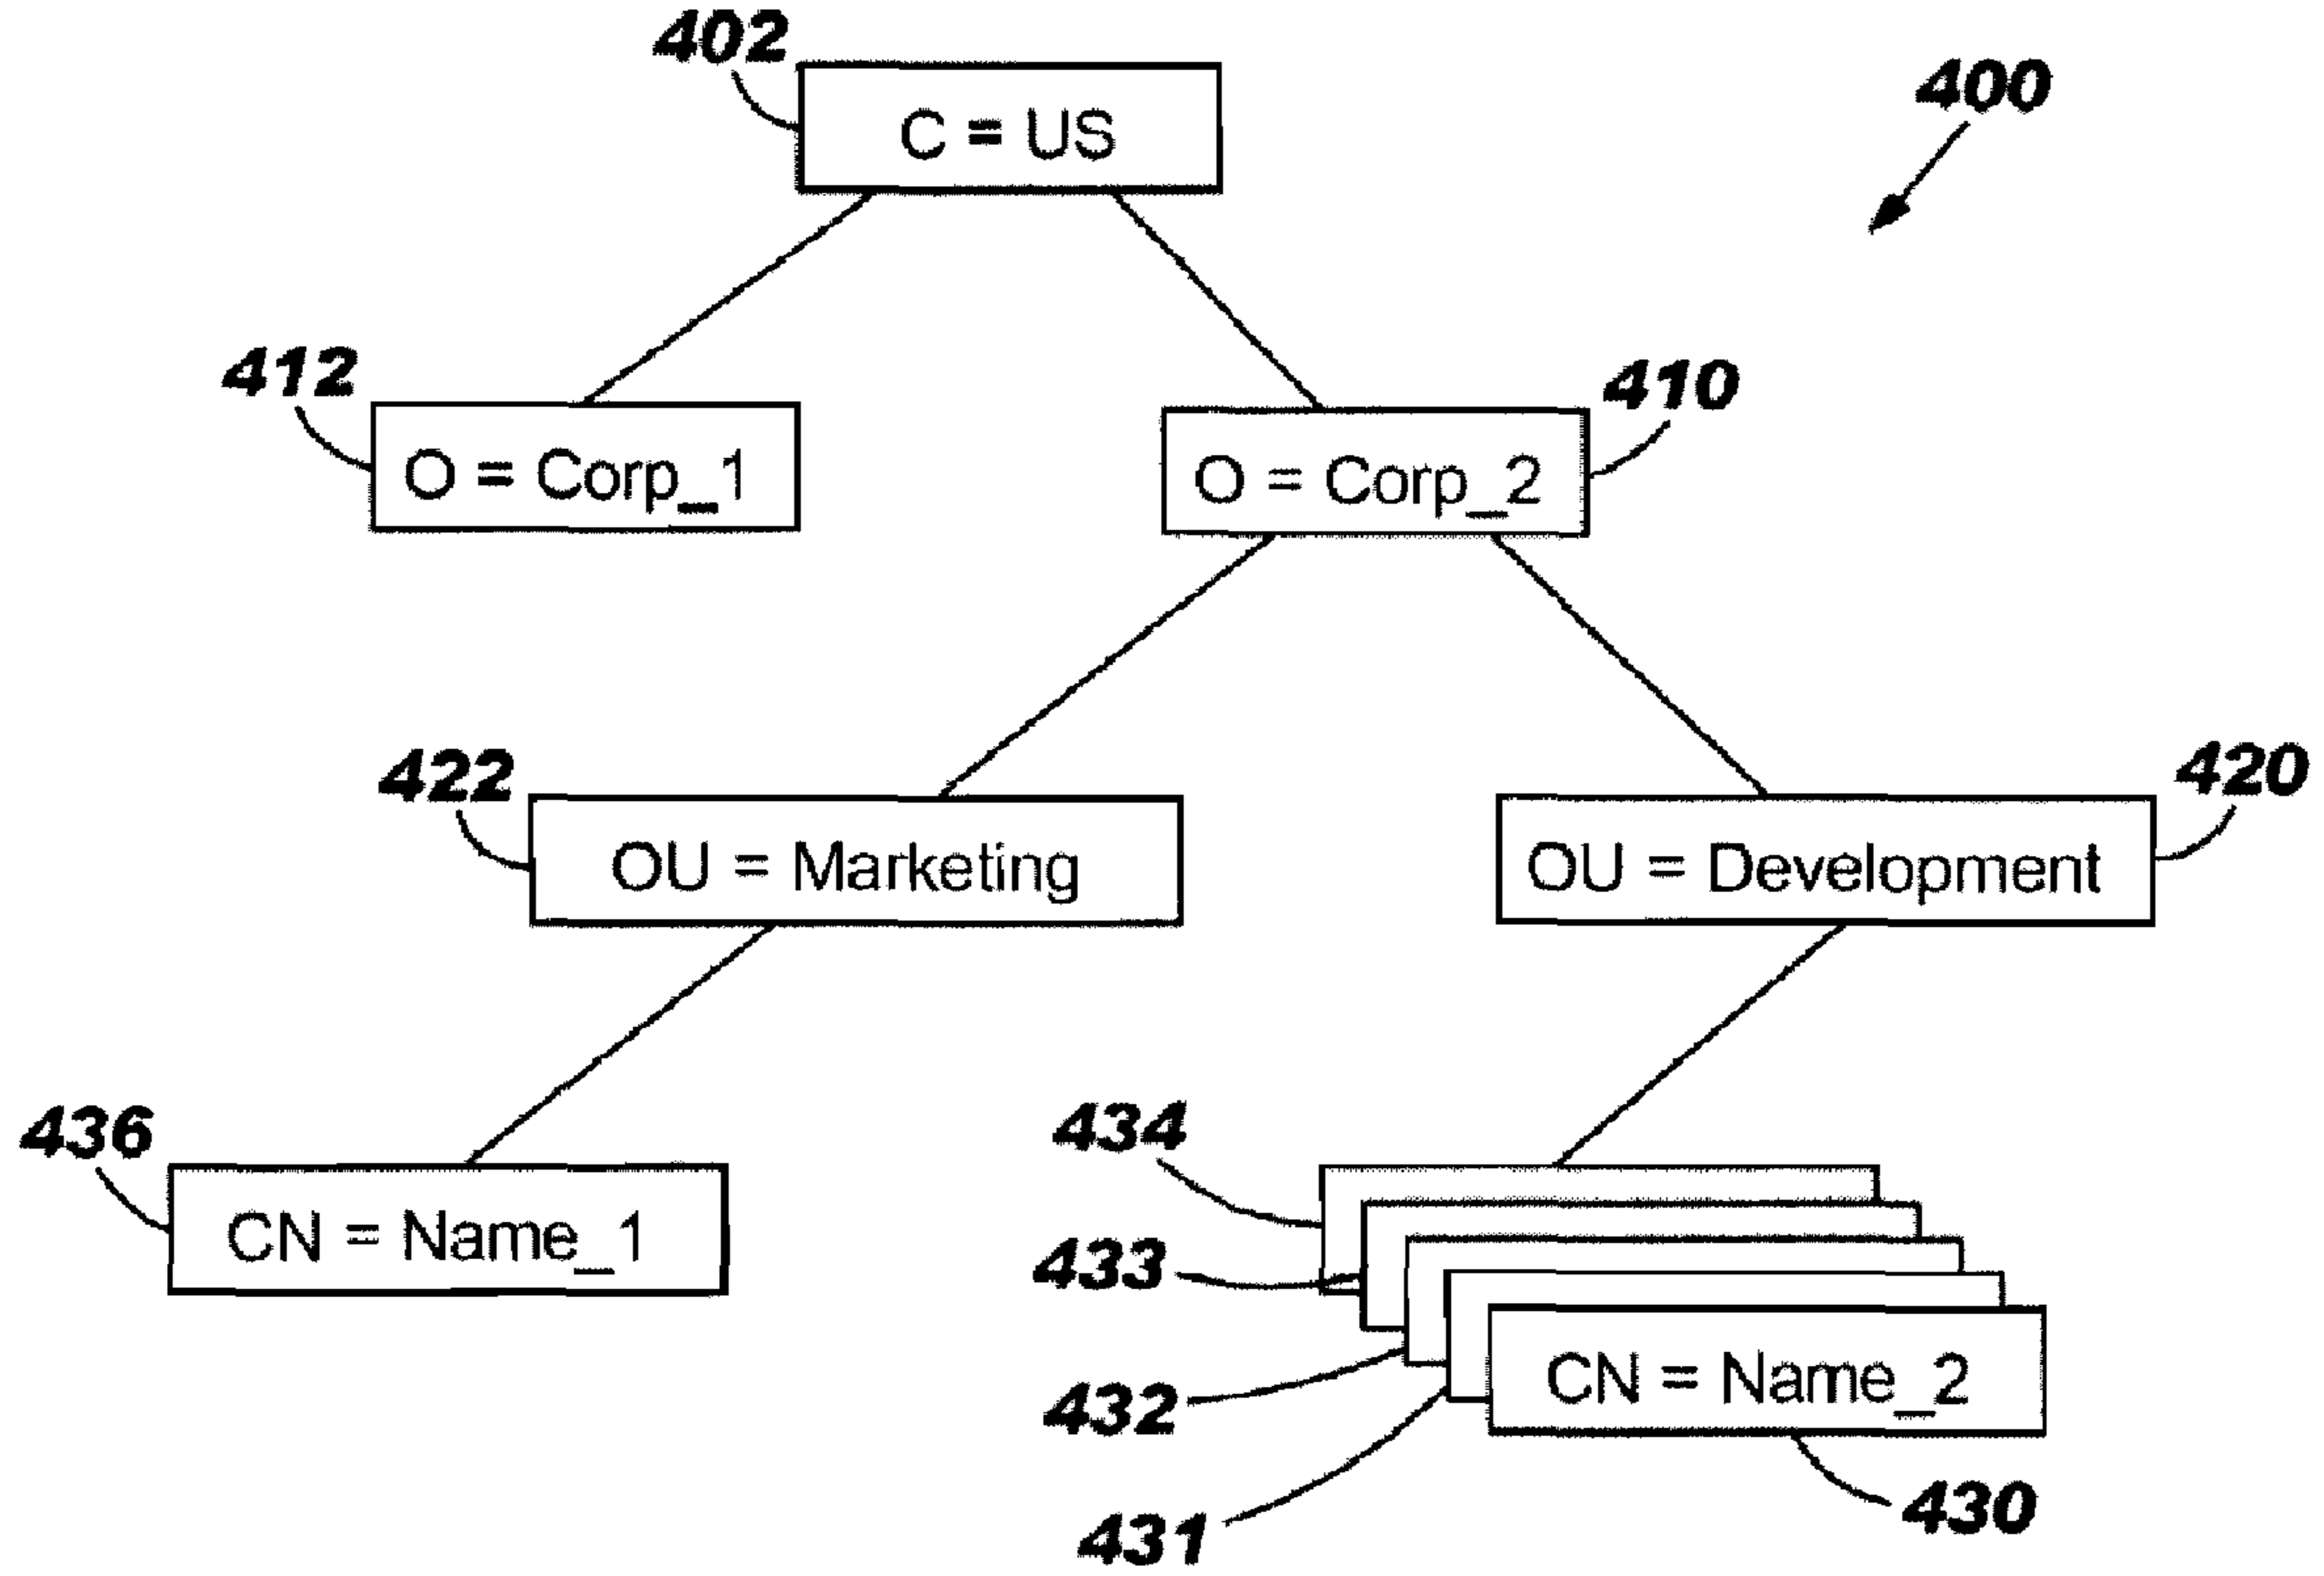 402
C = US
400
412
O = Corp_1
O = Corp_2
410
422
OU = Marketing
OU = Development
420
436
CN = Name_1
434
433
432
CN = Name_2
431
430